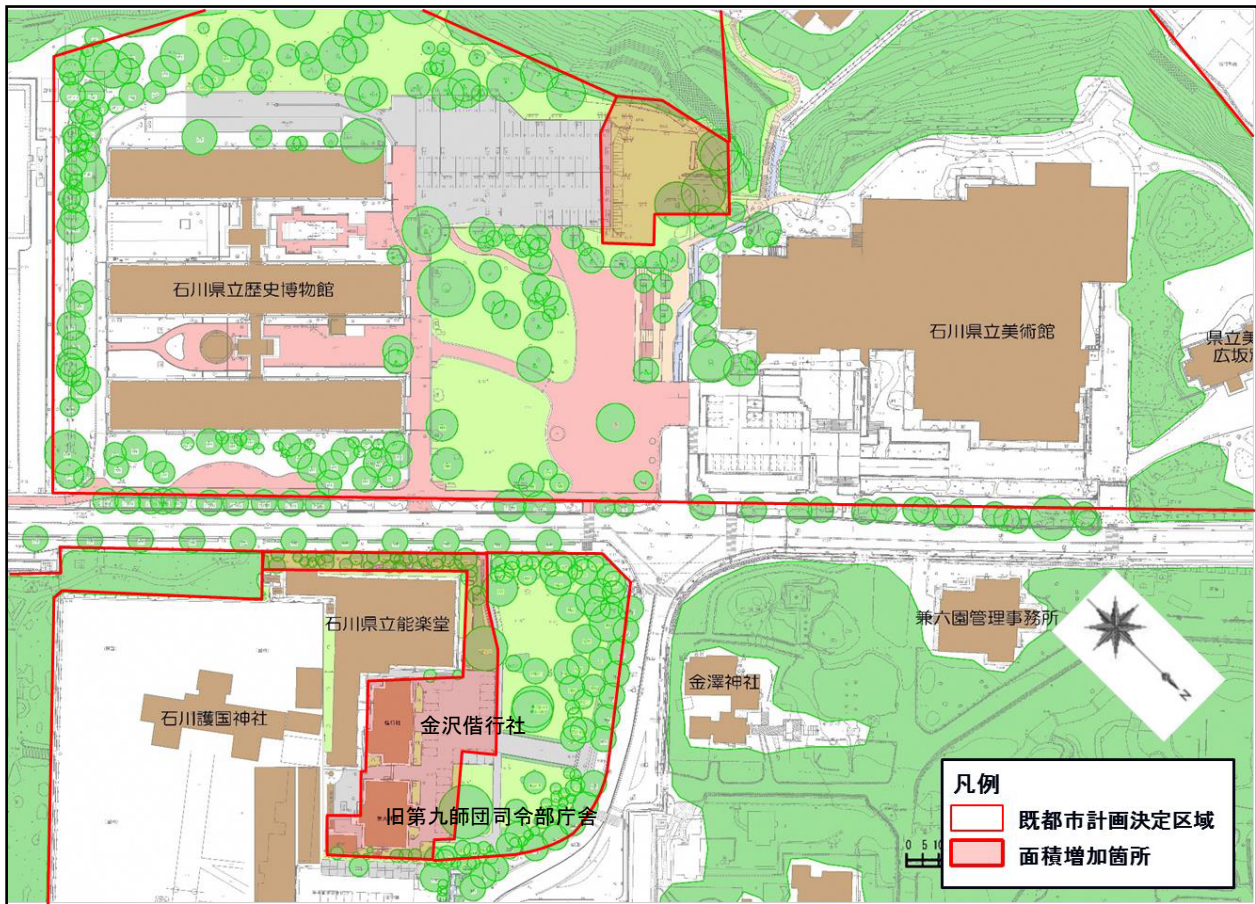 石川県立歴史博物館
石川県立美術館
県立美
広坂
石川県立能楽堂
兼六園管理事務所
石川護国神社
金沢偕行社
金澤神社
旧第九師団司令部庁舎
N
凡例
既都市計画決定区域
面積増加箇所
0 5 10